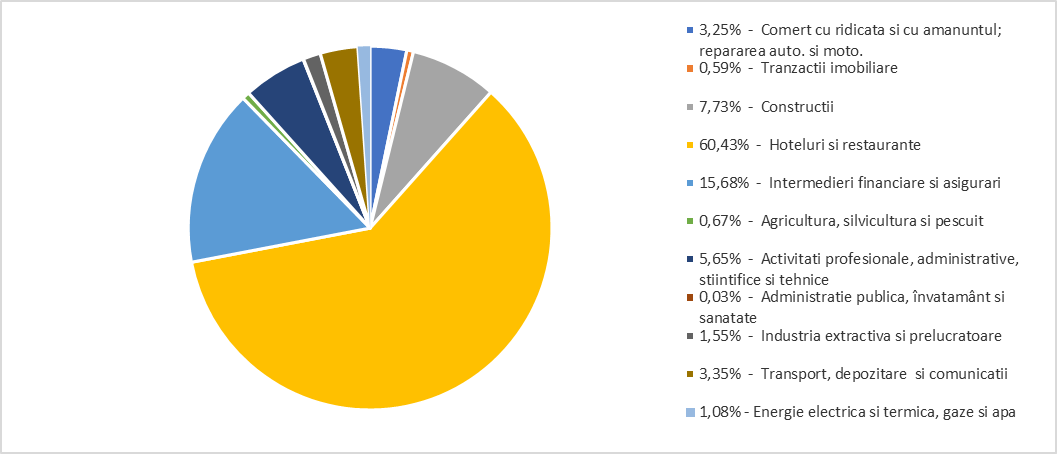 3,25% - Comert cu ridicata si cu amanuntul;
repararea auto. si moto.
0,59% - Tranzactii imobiliare
7,73% - Constructii
60,43% - Hoteluri si restaurante
15,68% - Intermedieri financiare si asigurari
0,67% - Agricultura, silvicultura si pescuit
5,65% - Activitati profesionale, administrative,
stiintifice si tehnice
0,03% - Administratie publica, învatamânt si
sanatate
1,55% - Industria extractiva si prelucratoare
3,35% - Transport, depozitare si comunicatii
1,08% - Energie electrica si termica, gaze si apa